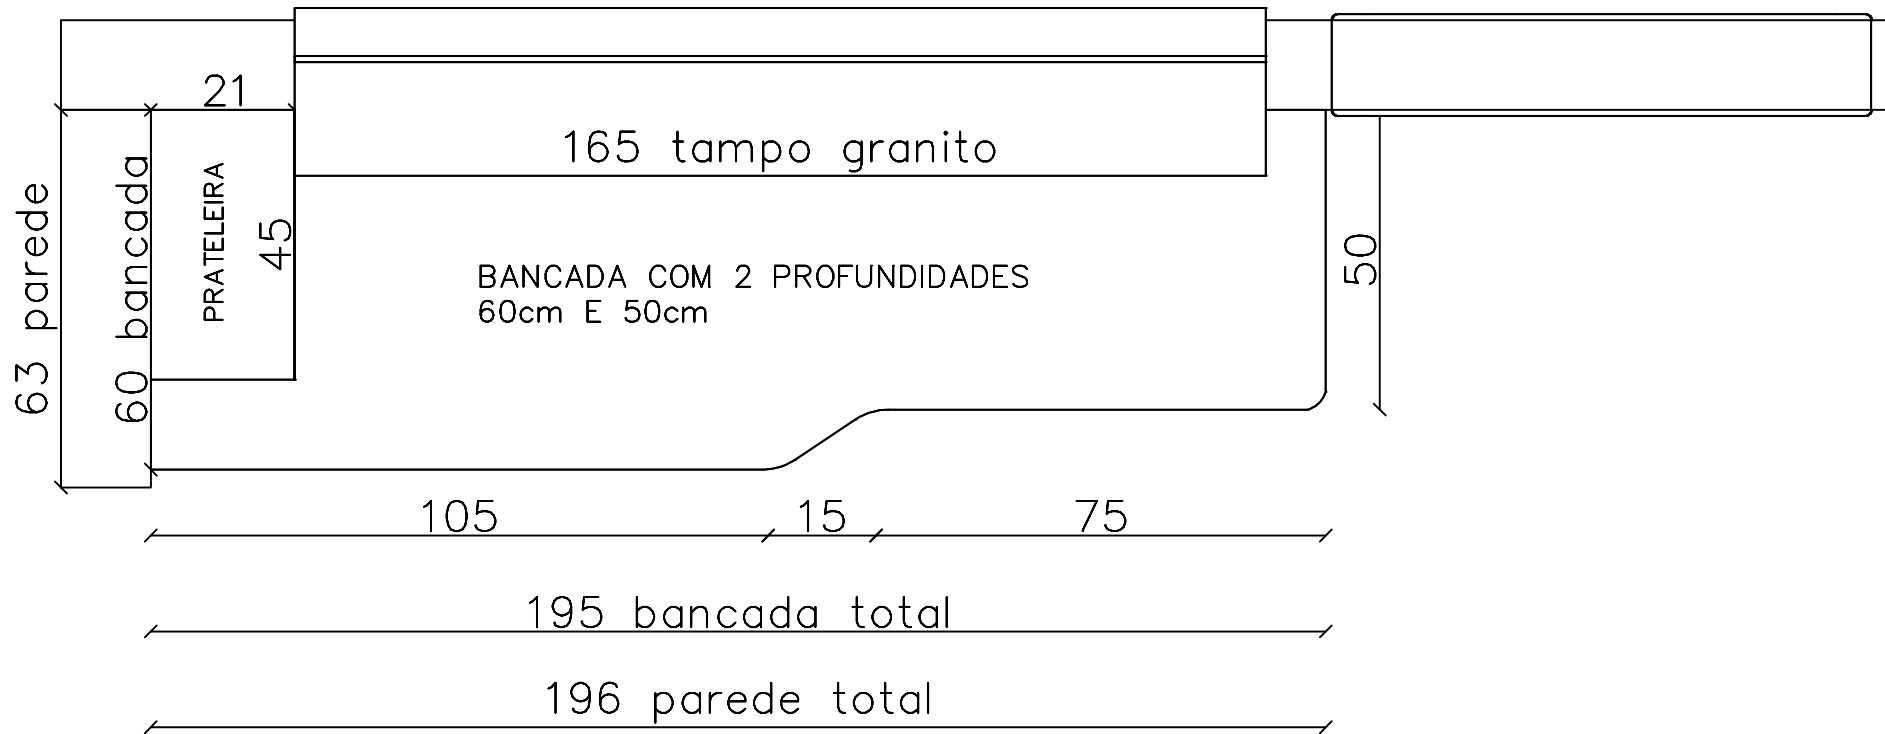 21
165 tampo granito
63 parede
60 bancada
PRATELEIRA
45
BANCADA COM 2 PROFUNDIDADES
60cm E 50cm
50
105
15
75
195 bancada total
196 parede total